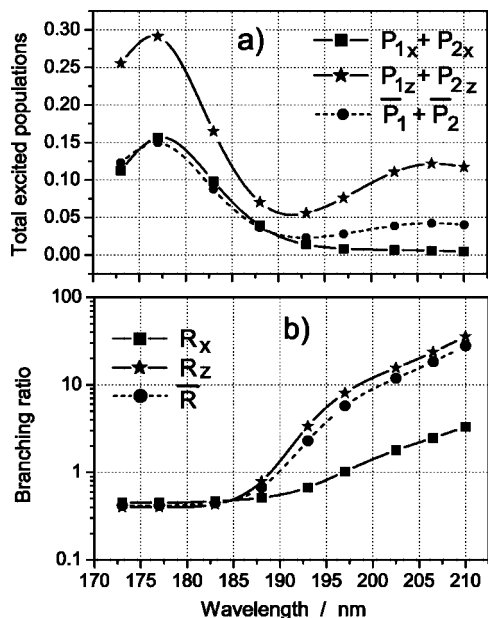 a)
P1x + P2x
P1z + P2z
P̅1 + P̅2
Total excited populations
0.30
0.25
0.20
0.15
0.10
0.05
0.00
b)
Rx
Rz
R̅
Branching ratio
100
10
1
0.1
170 175 180 185 190 195 200 205 210
Wavelength / nm